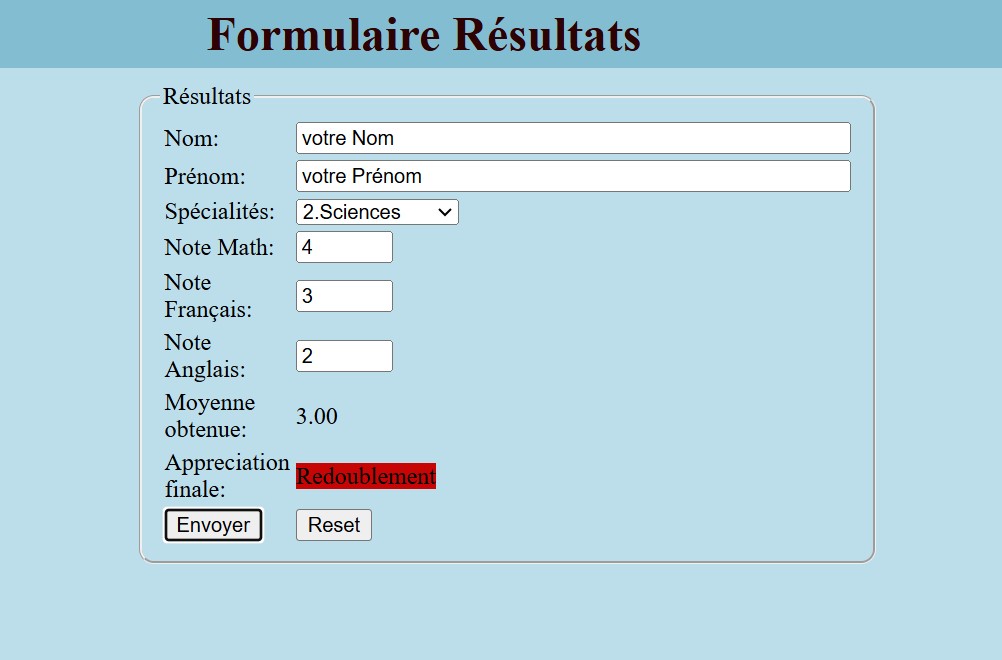 Formulaire Résultats
Résultats
Nom: votre Nom
Prénom: votre Prénom
Spécialités: 2.Sciences
Note Math: 4
Note
Français: 3
Note
Anglais: 2
Moyenne
obtenue: 3.00
Appreciation
finale: Redoublement
Envoyer Reset